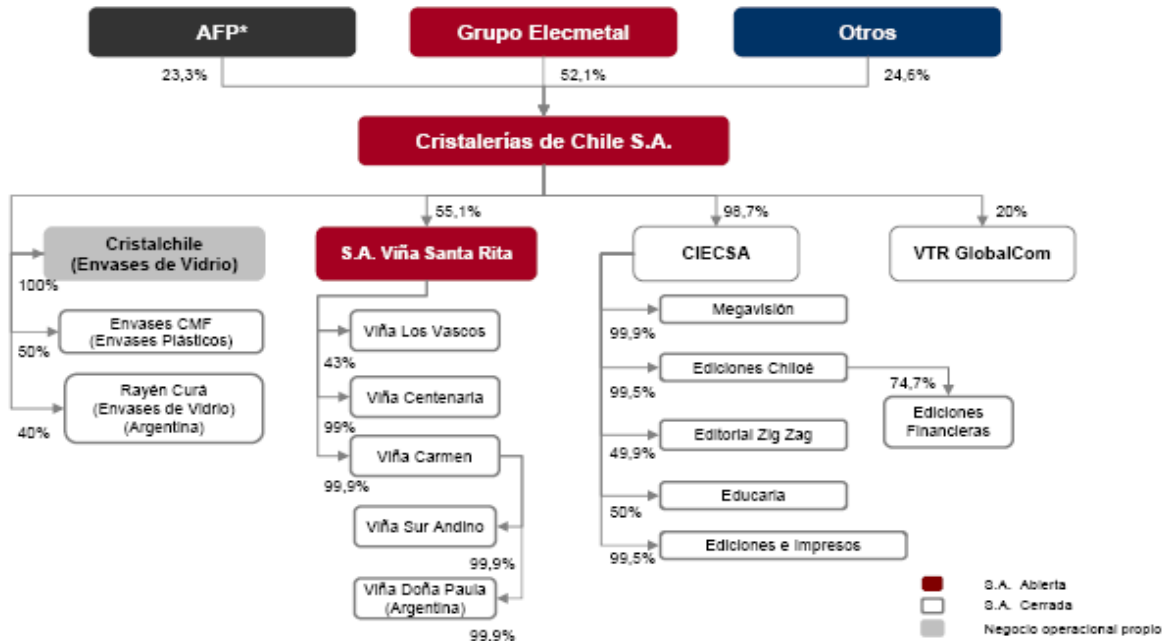 AFP*
Grupo Elecmetal
Otros
23,3%
52,1%
24,6%
Cristalerías de Chile S.A.
55,1%
98,7%
20%
Cristalchile
(Envases de Vidrio)
S.A. Viña Santa Rita
CIECSA
VTR GlobalCom
100%
Envases CMF
(Envases Plásticos)
50%
Rayén Curá
(Envases de Vidrio)
(Argentina)
40%
Viña Los Vascos
43%
Viña Centenaria
99%
Viña Carmen
99,9%
Viña Sur Andino
99,9%
Viña Doña Paula
(Argentina)
99,9%
Megavisión
99,9%
Ediciones Chiloé
99,5%
74,7%
Ediciones
Financieras
Editorial Zig Zag
49,9%
Educaria
50%
Ediciones e Impresos
99,5%
S.A. Abierta
S.A. Cerrada
Negocio operacional propio